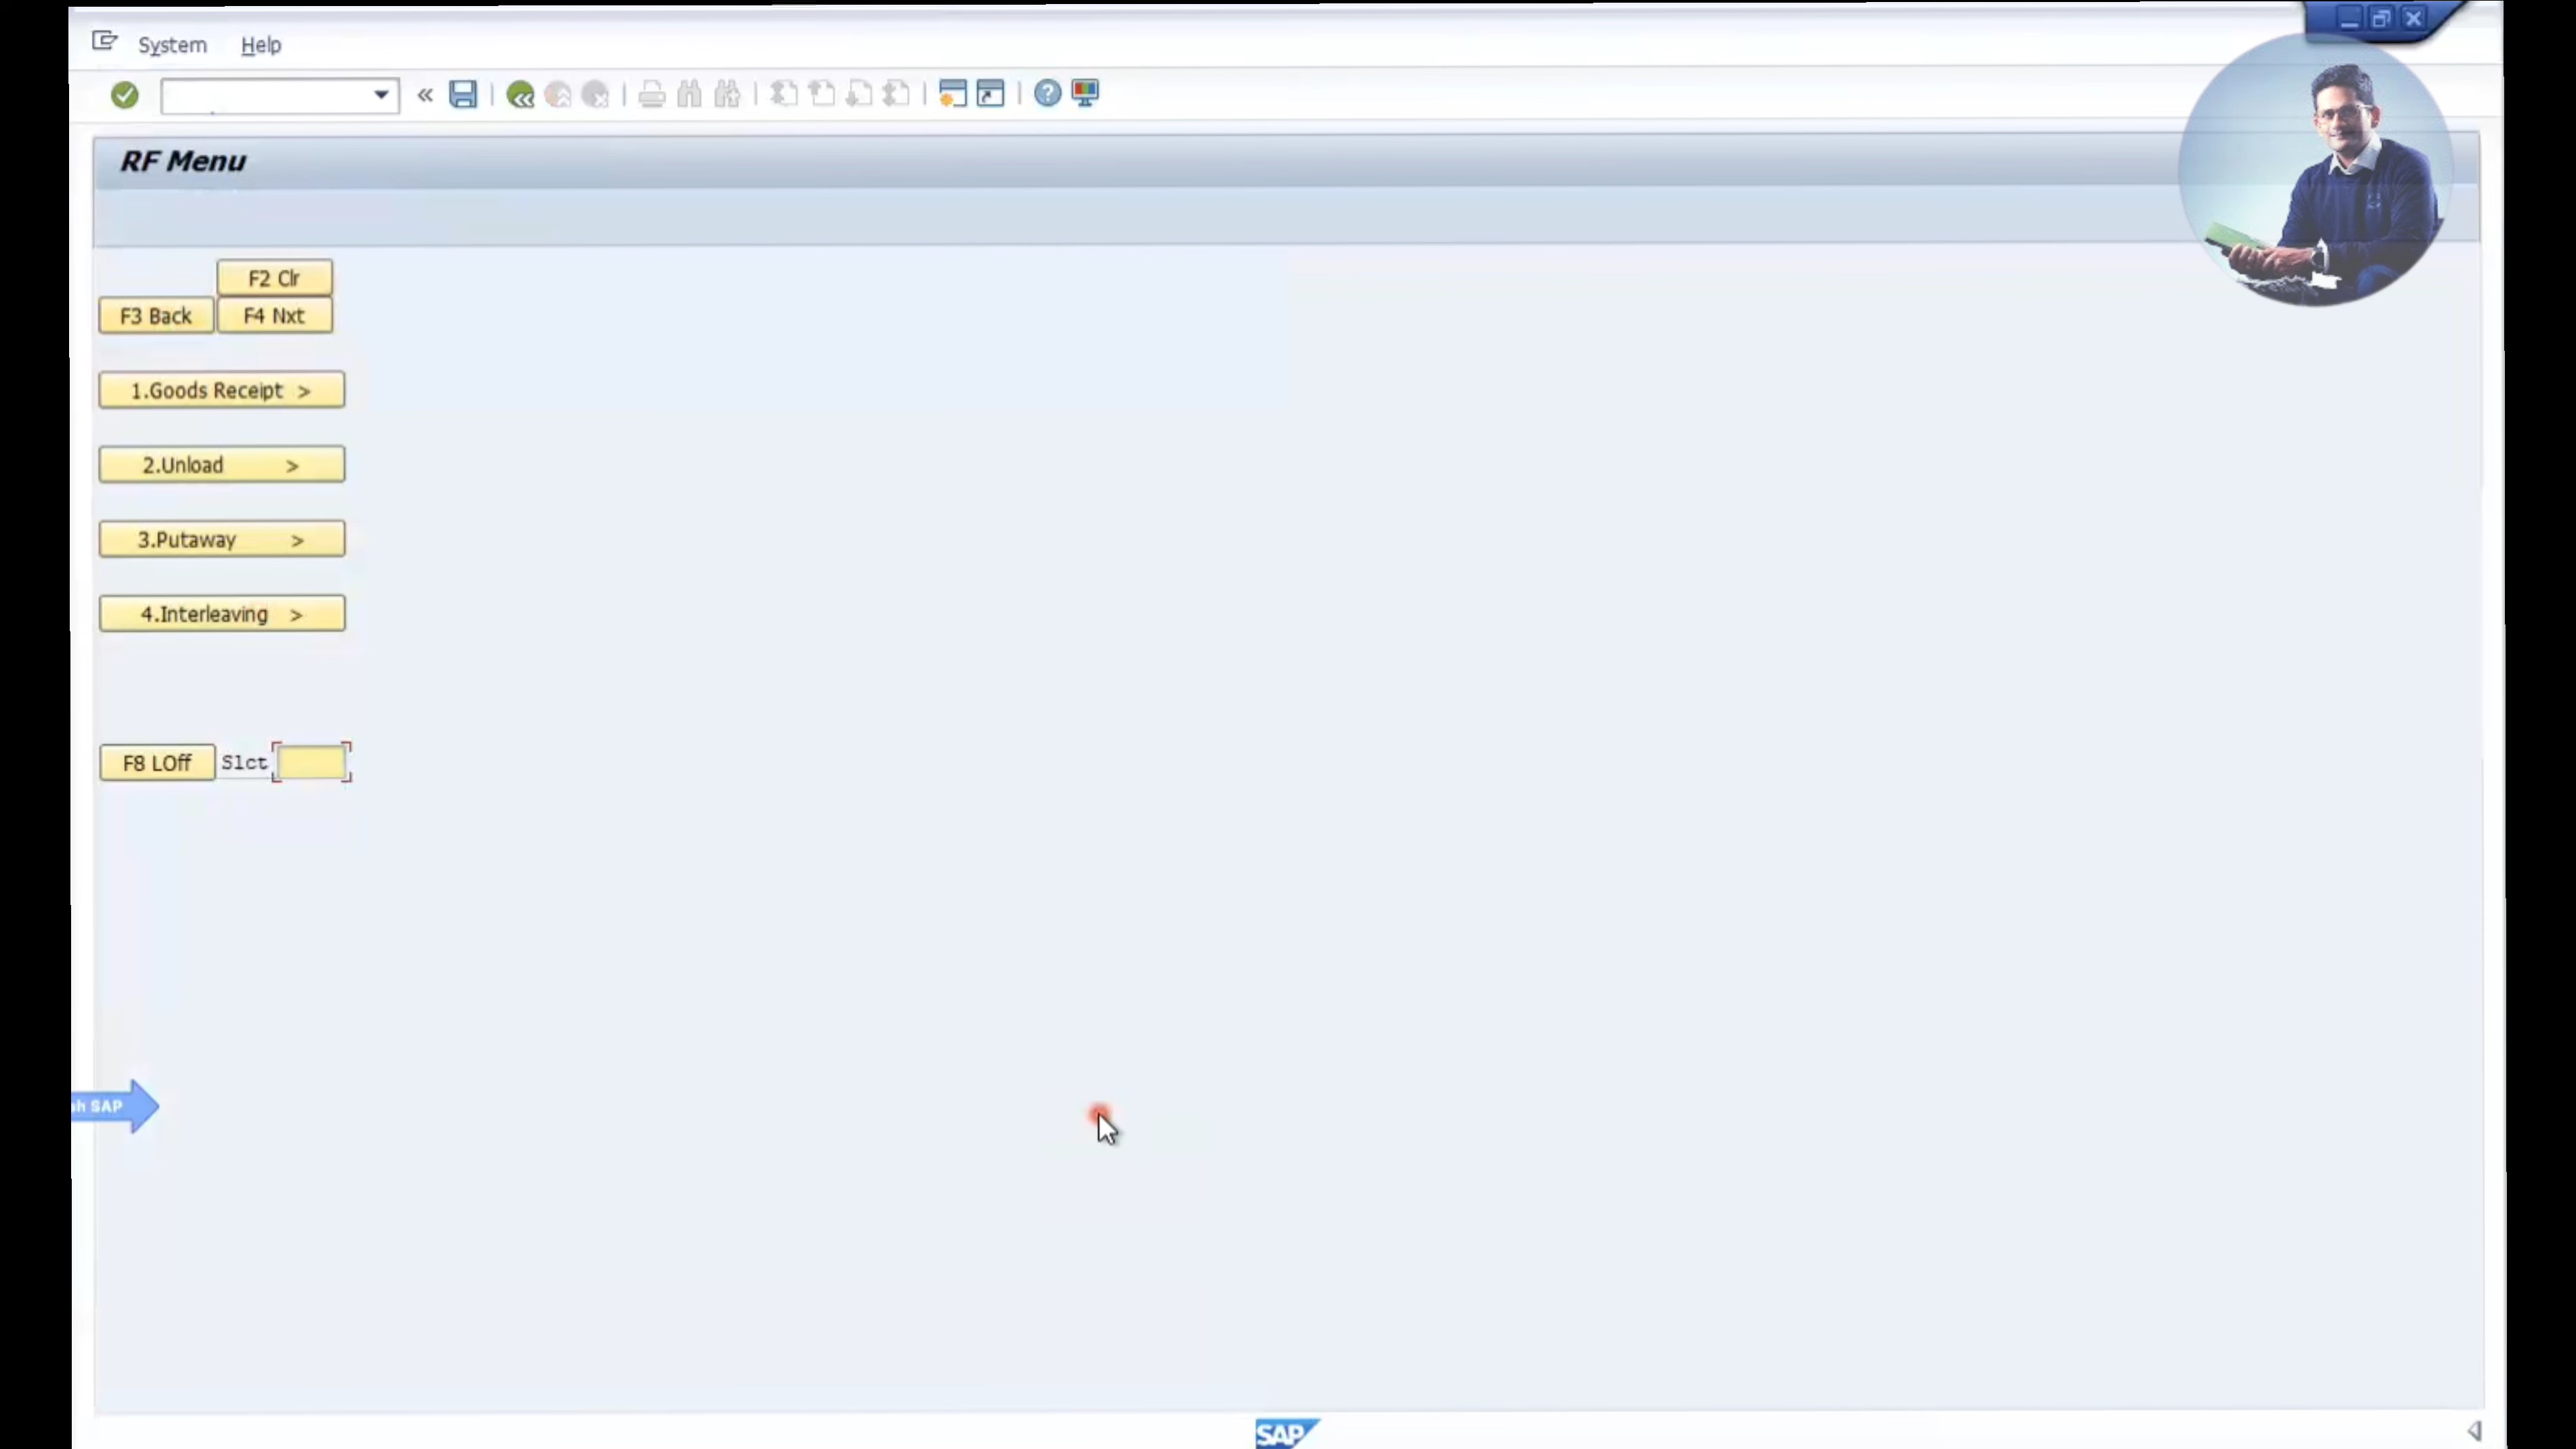 System Help
RF Menu
F2 Clr
F3 Back F4 Nxt
1.Goods Receipt >
2.Unload >
3.Putaway >
4.Interleaving >
F8 LOff Slct
SAP
SAP